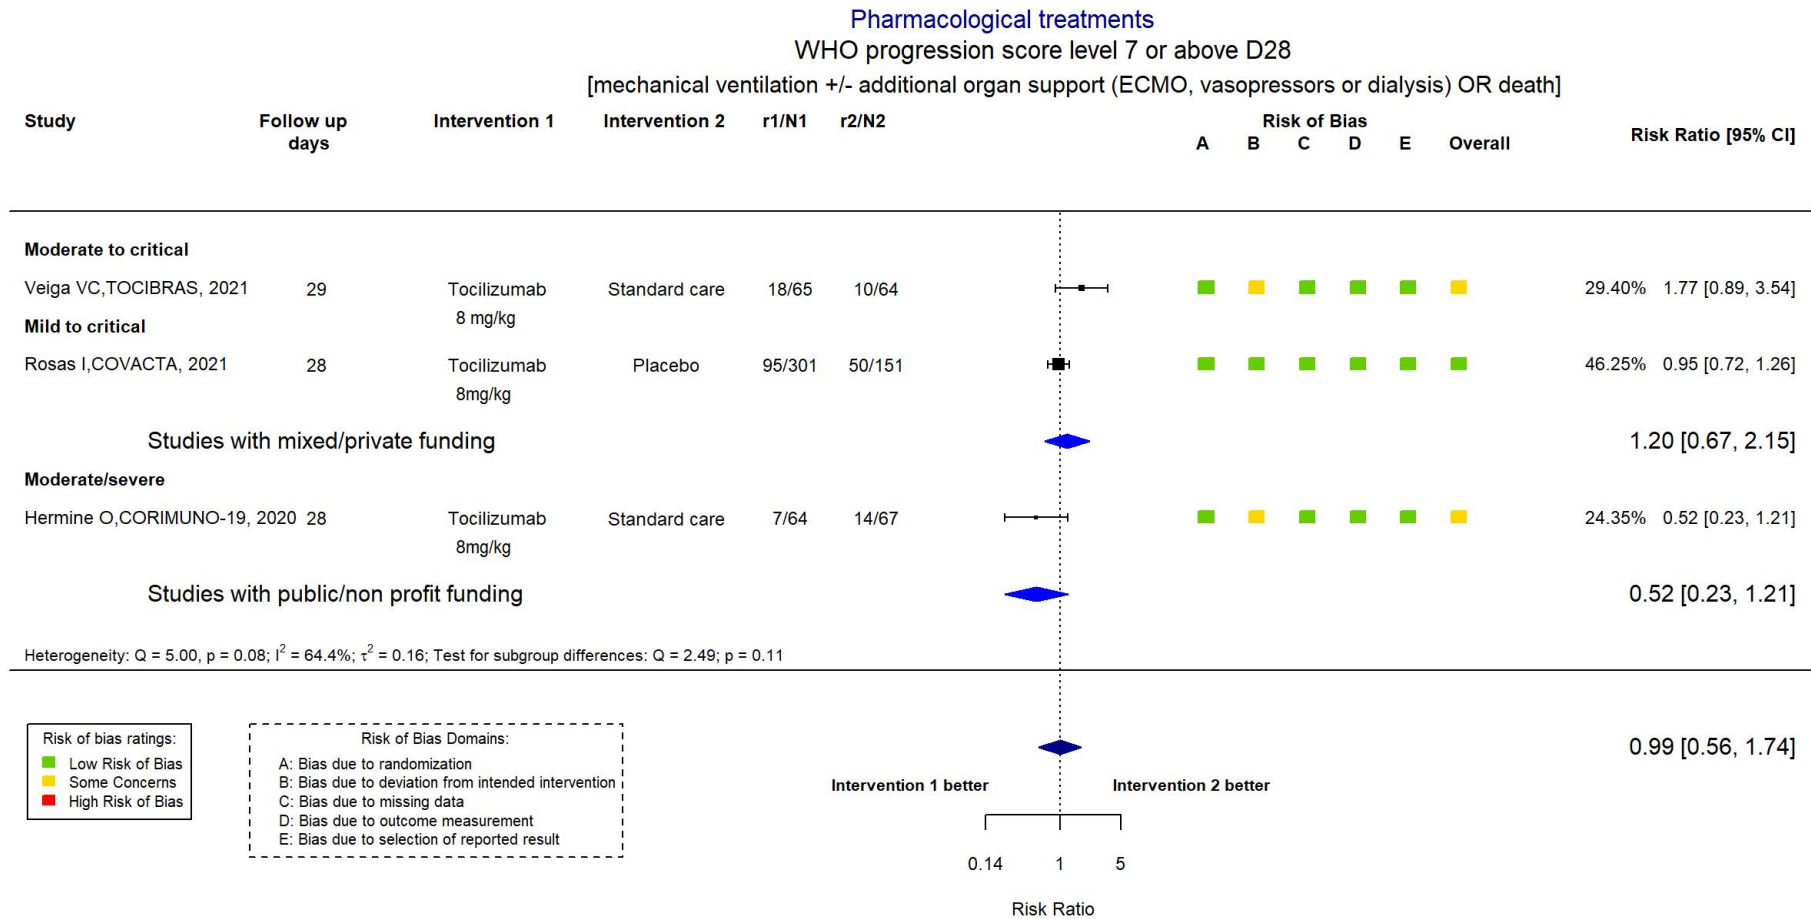 Pharmacological treatments
WHO progression score level 7 or above D28
[mechanical ventilation +/- additional organ support (ECMO, vasopressors or dialysis) OR death]
Study Follow up days Intervention 1 Intervention 2 r1/N1 r2/N2 Risk of Bias Risk Ratio [95% CI]
A B C D E Overall
Moderate to critical
Veiga VC,TOCIBRAS, 2021 29 Tocilizumab Standard care 18/65 10/64 29.40% 1.77 [0.89, 3.54]
8 mg/kg
Mild to critical
Rosas I,COVACTA, 2021 28 Tocilizumab Placebo 95/301 50/151 46.25% 0.95 [0.72, 1.26]
8mg/kg
Studies with mixed/private funding 1.20 [0.67, 2.15]
Moderate/severe
Hermine O,CORIMUNO-19, 2020 28 Tocilizumab Standard care 7/64 14/67 24.35% 0.52 [0.23, 1.21]
8mg/kg
Studies with public/non profit funding 0.52 [0.23, 1.21]
Heterogeneity: Q = 5.00, p = 0.08; I² = 64.4%; τ² = 0.16; Test for subgroup differences: Q = 2.49; p = 0.11
0.99 [0.56, 1.74]
Risk of bias ratings:
Low Risk of Bias
Some Concerns
High Risk of Bias
Risk of Bias Domains:
A: Bias due to randomization
B: Bias due to deviation from intended intervention
C: Bias due to missing data
D: Bias due to outcome measurement
E: Bias due to selection of reported result
Intervention 1 better Intervention 2 better
0.14 1 5
Risk Ratio